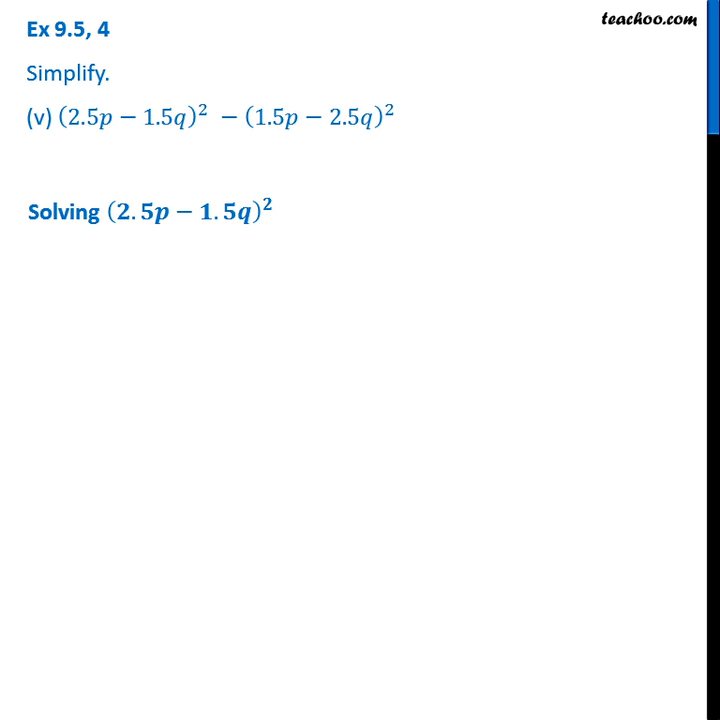 teachoo.com
Ex 9.5, 4
Simplify.
(v) (2.5p − 1.5q)² − (1.5p − 2.5q)²
Solving (2.5p − 1.5q)²